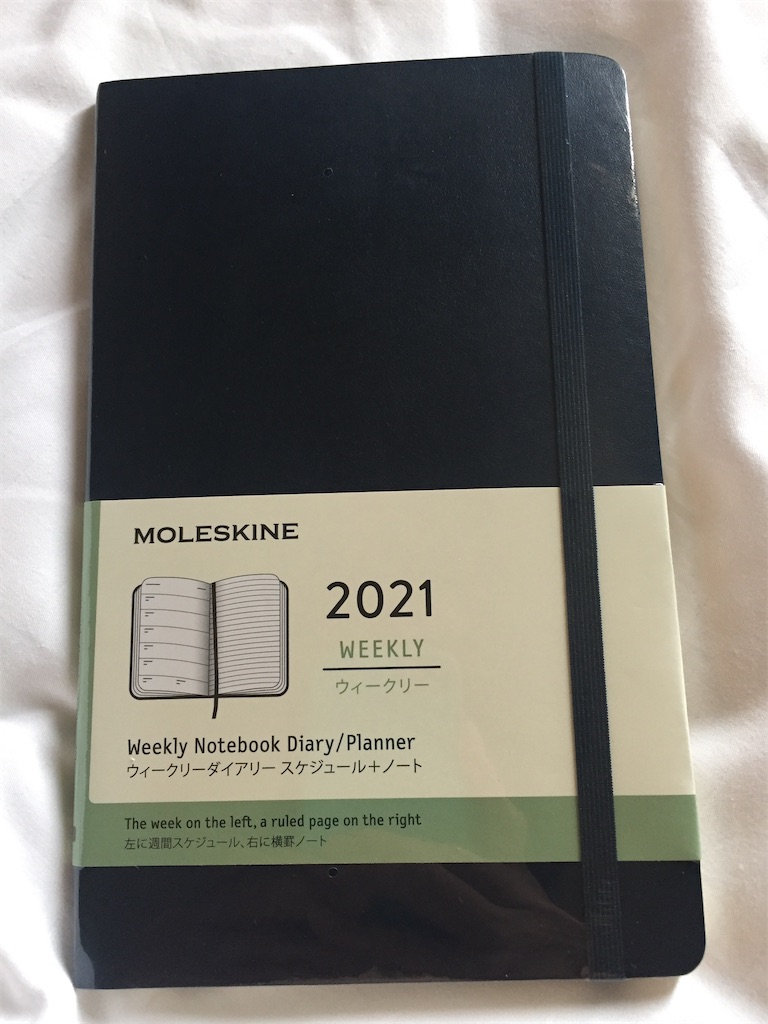 MOLESKINE
2021
WEEKLY
ウィークリー
Weekly Notebook Diary/Planner
ウィークリーダイアリー スケジュール＋ノート
The week on the left, a ruled page on the right
左に週間スケジュール、右に横罫ノート